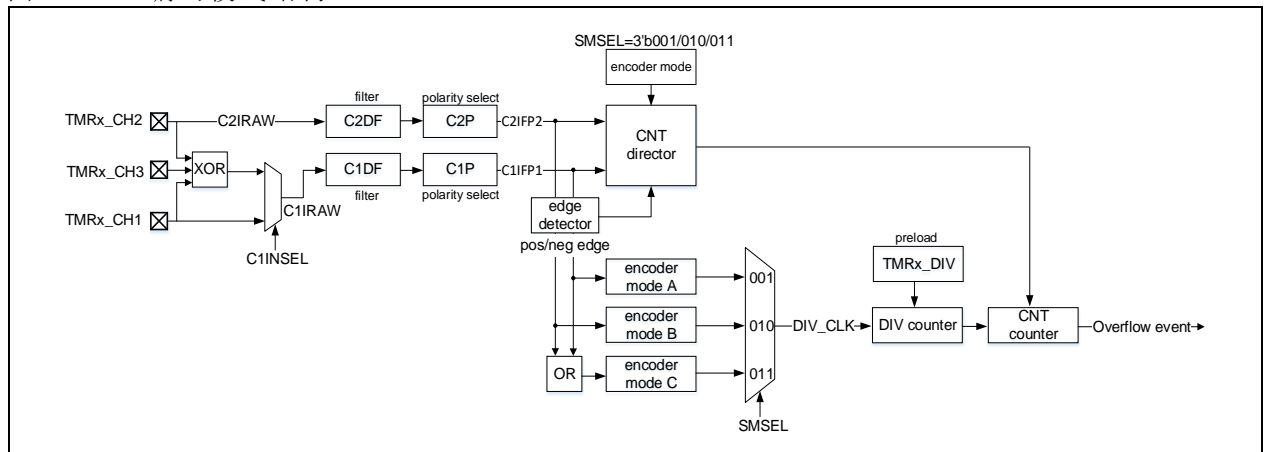 SMSEL=3'b001/010/011
encoder mode
filter
polarity select
TMRx_CH2
C2IRAW
C2DF
C2P
C2IFP2
CNT
director
TMRx_CH3
XOR
C1DF
C1P
C1IFP1
filter
polarity select
C1IRAW
TMRx_CH1
edge
detector
C1INSEL
pos/neg edge
preload
TMRx_DIV
encoder
mode A
001
encoder
mode B
010
DIV_CLK
DIV counter
CNT
counter
Overflow event
OR
encoder
mode C
011
SMSEL